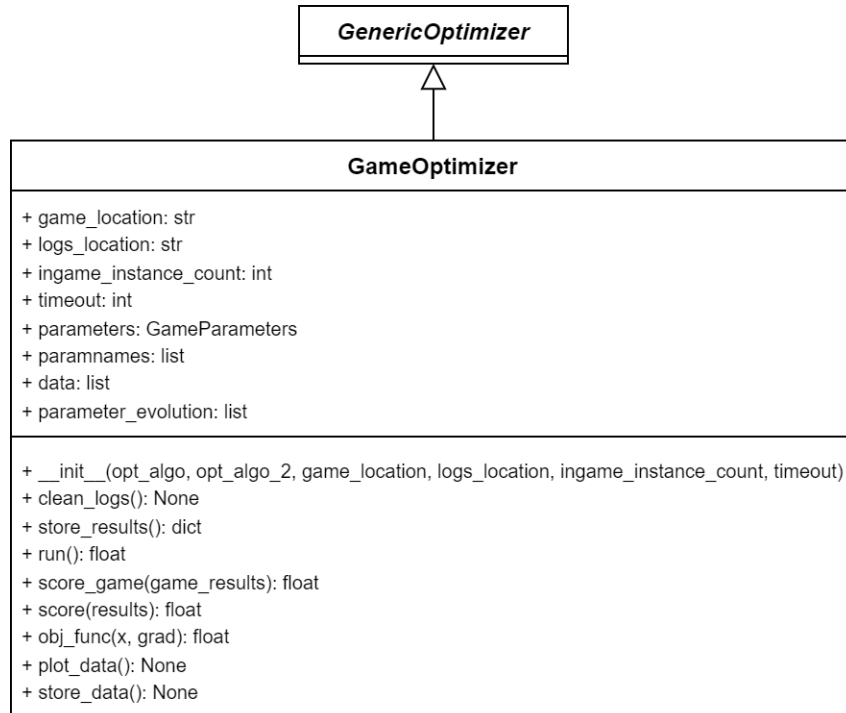 GenericOptimizer
GameOptimizer
+ game_location: str
+ logs_location: str
+ ingame_instance_count: int
+ timeout: int
+ parameters: GameParameters
+ paramnames: list
+ data: list
+ parameter_evolution: list
+ __init__(opt_algo, opt_algo_2, game_location, logs_location, ingame_instance_count, timeout)
+ clean_logs(): None
+ store_results(): dict
+ run(): float
+ score_game(game_results): float
+ score(results): float
+ obj_func(x, grad): float
+ plot_data(): None
+ store_data(): None